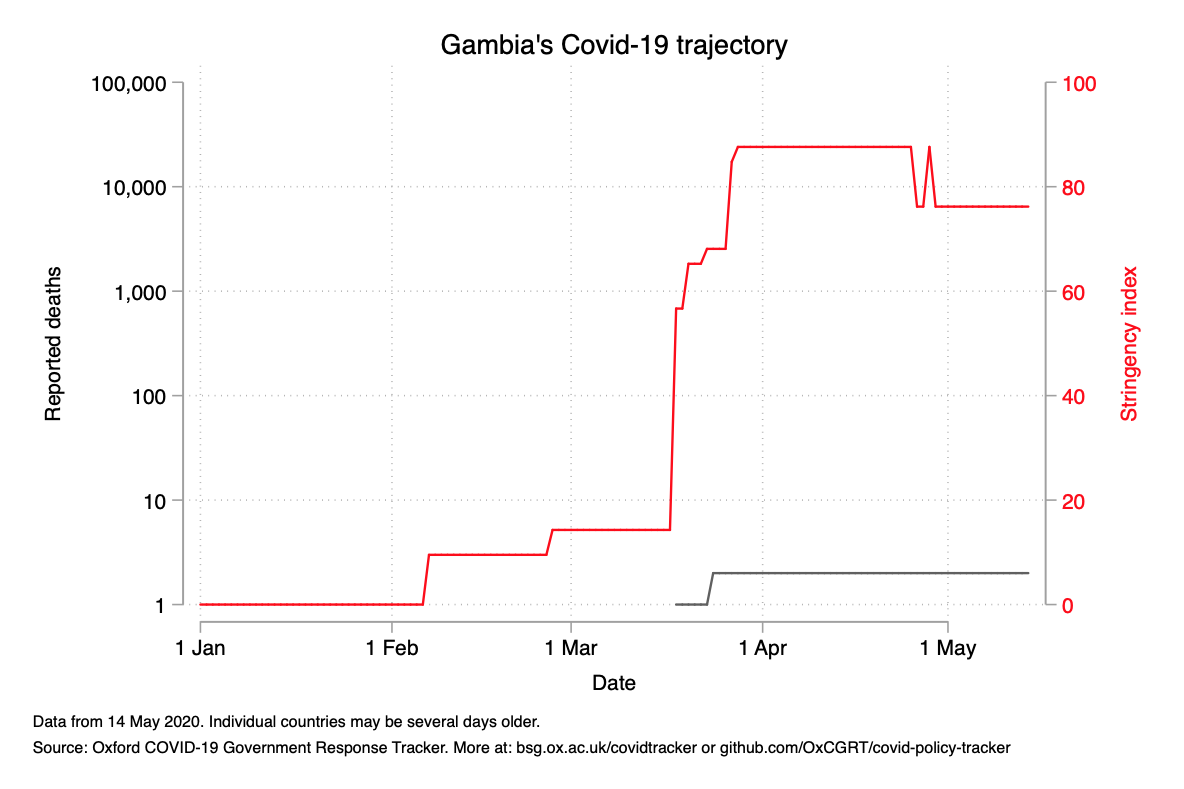 Gambia's Covid-19 trajectory
100,000
10,000
1,000
100
10
1
Reported deaths
100
80
60
40
20
0
Stringency index
1 Jan 1 Feb 1 Mar 1 Apr 1 May
Date
Data from 14 May 2020. Individual countries may be several days older.
Source: Oxford COVID-19 Government Response Tracker. More at: bsg.ox.ac.uk/covidtracker or github.com/OxCGRT/covid-policy-tracker